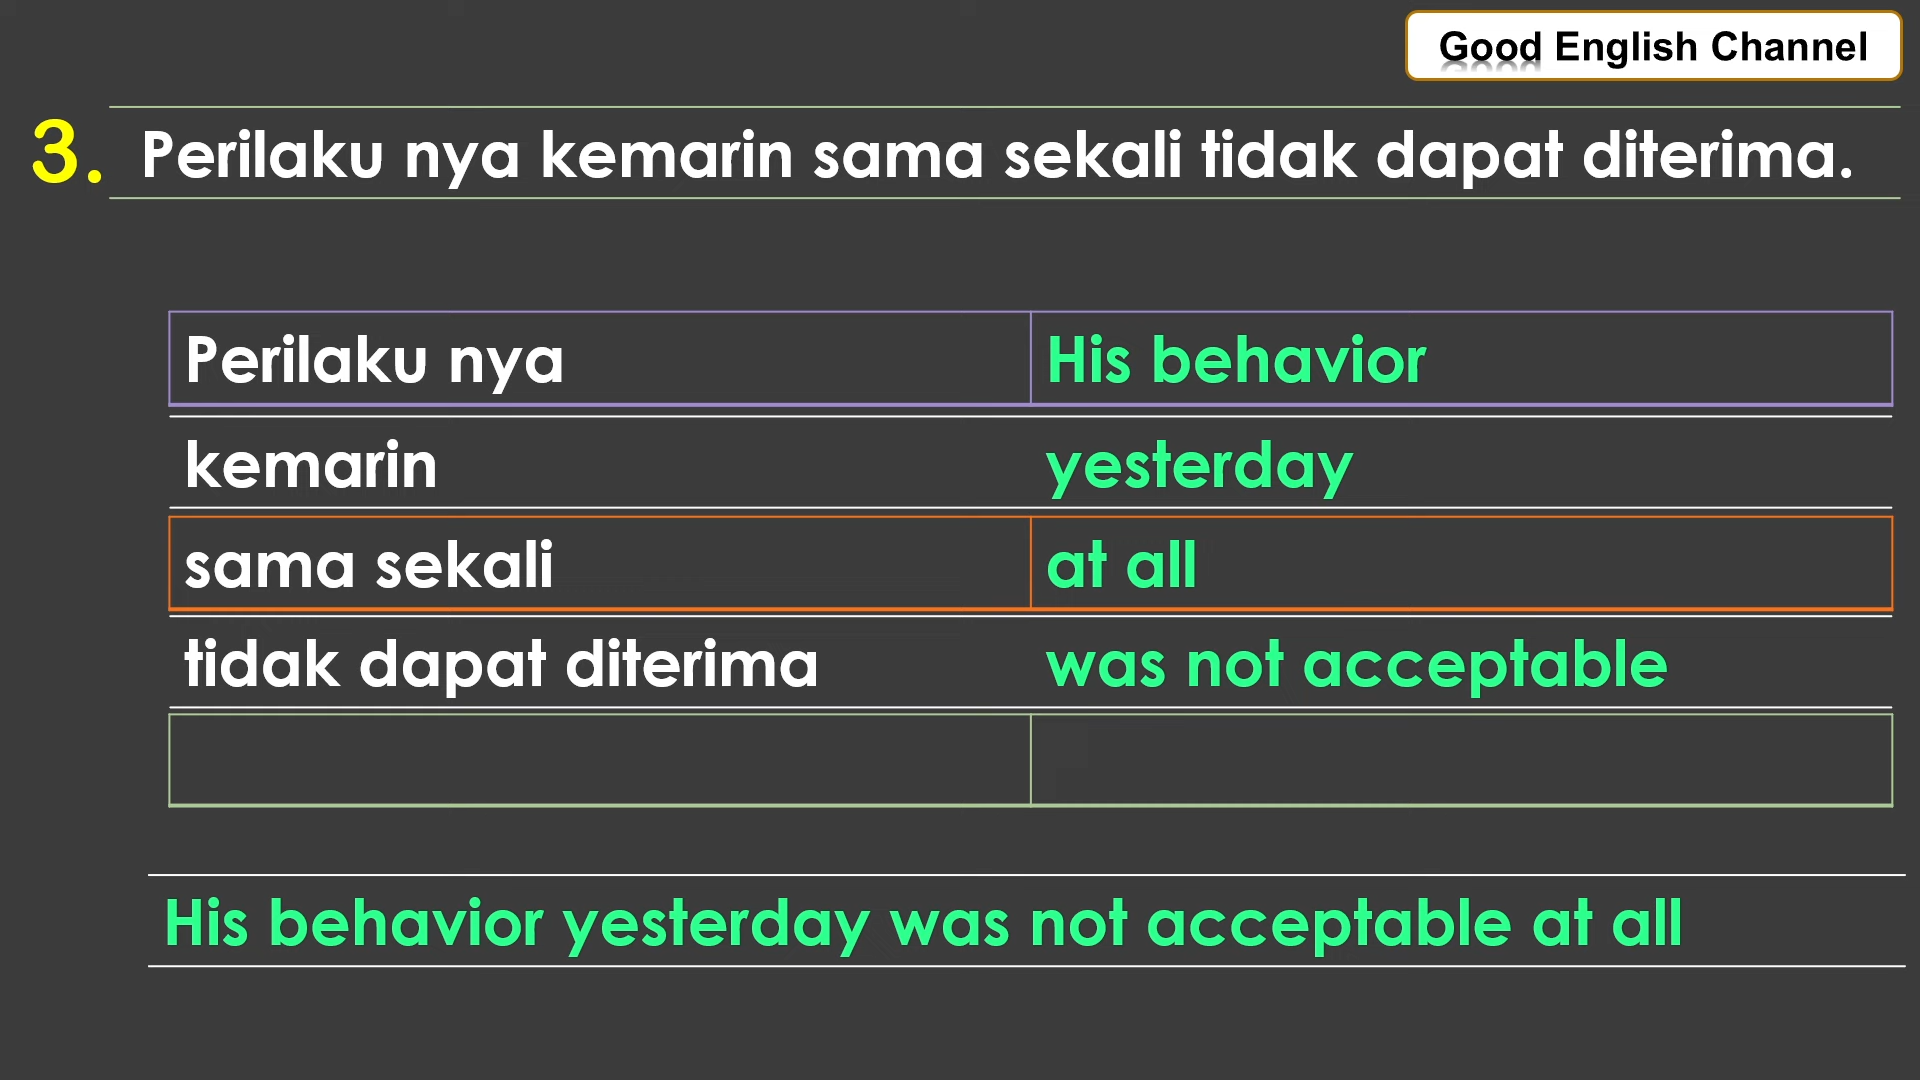 Good English Channel
3. Perilaku nya kemarin sama sekali tidak dapat diterima.
Perilaku nya His behavior
kemarin yesterday
sama sekali at all
tidak dapat diterima was not acceptable
His behavior yesterday was not acceptable at all